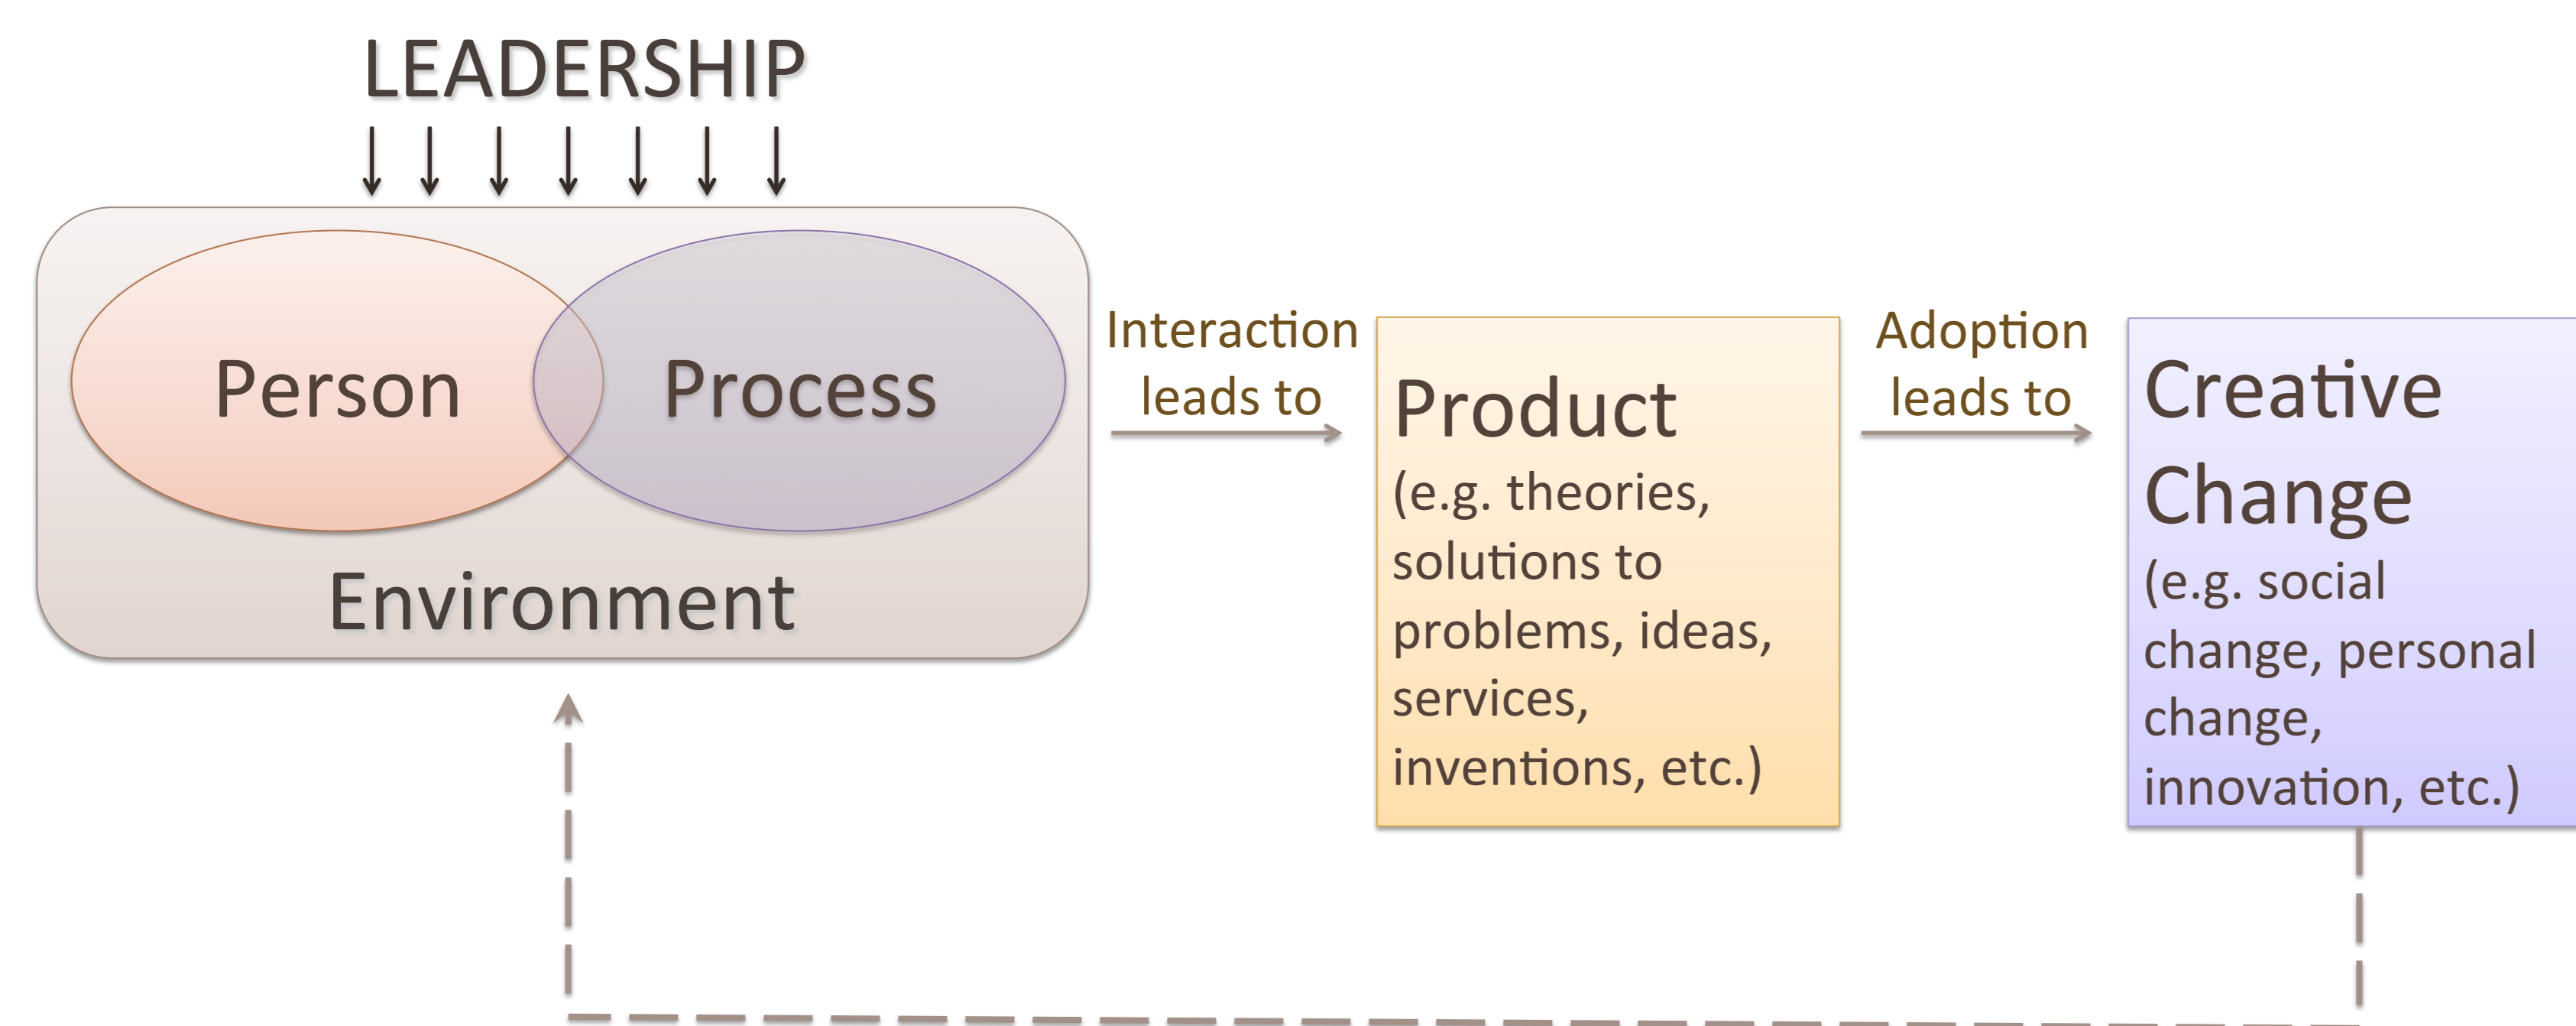 LEADERSHIP
Person
Process
Environment
Interaction
leads to
Product
(e.g. theories,
solutions to
problems, ideas,
services,
inventions, etc.)
Adoption
leads to
Creative
Change
(e.g. social
change, personal
change,
innovation, etc.)